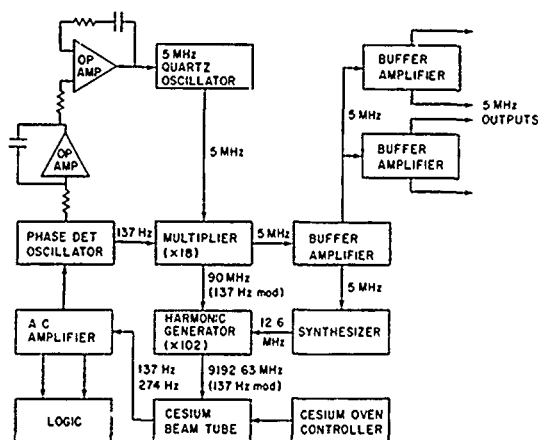 OP
AMP
5 MHz
QUARTZ
OSCILLATOR
BUFFER
AMPLIFIER
5 MHz
5 MHz
OUTPUTS
OP
AMP
5 MHz
BUFFER
AMPLIFIER
PHASE DET
OSCILLATOR
137 Hz
MULTIPLIER
(×18)
5 MHz
BUFFER
AMPLIFIER
90 MHz
(137 Hz mod)
5 MHz
A C
AMPLIFIER
HARMONIC
GENERATOR
(×102)
12 6
MHz
SYNTHESIZER
137 Hz
274 Hz
9192 63 MHz
(137 Hz mod)
LOGIC
CESIUM
BEAM TUBE
CESIUM OVEN
CONTROLLER